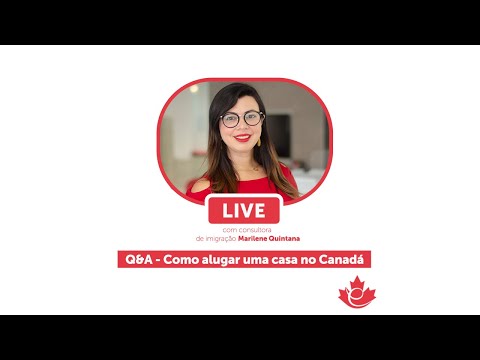 LIVE
com consultora
de imigração Marilene Quintana
Q&A - Como alugar uma casa no Canadá